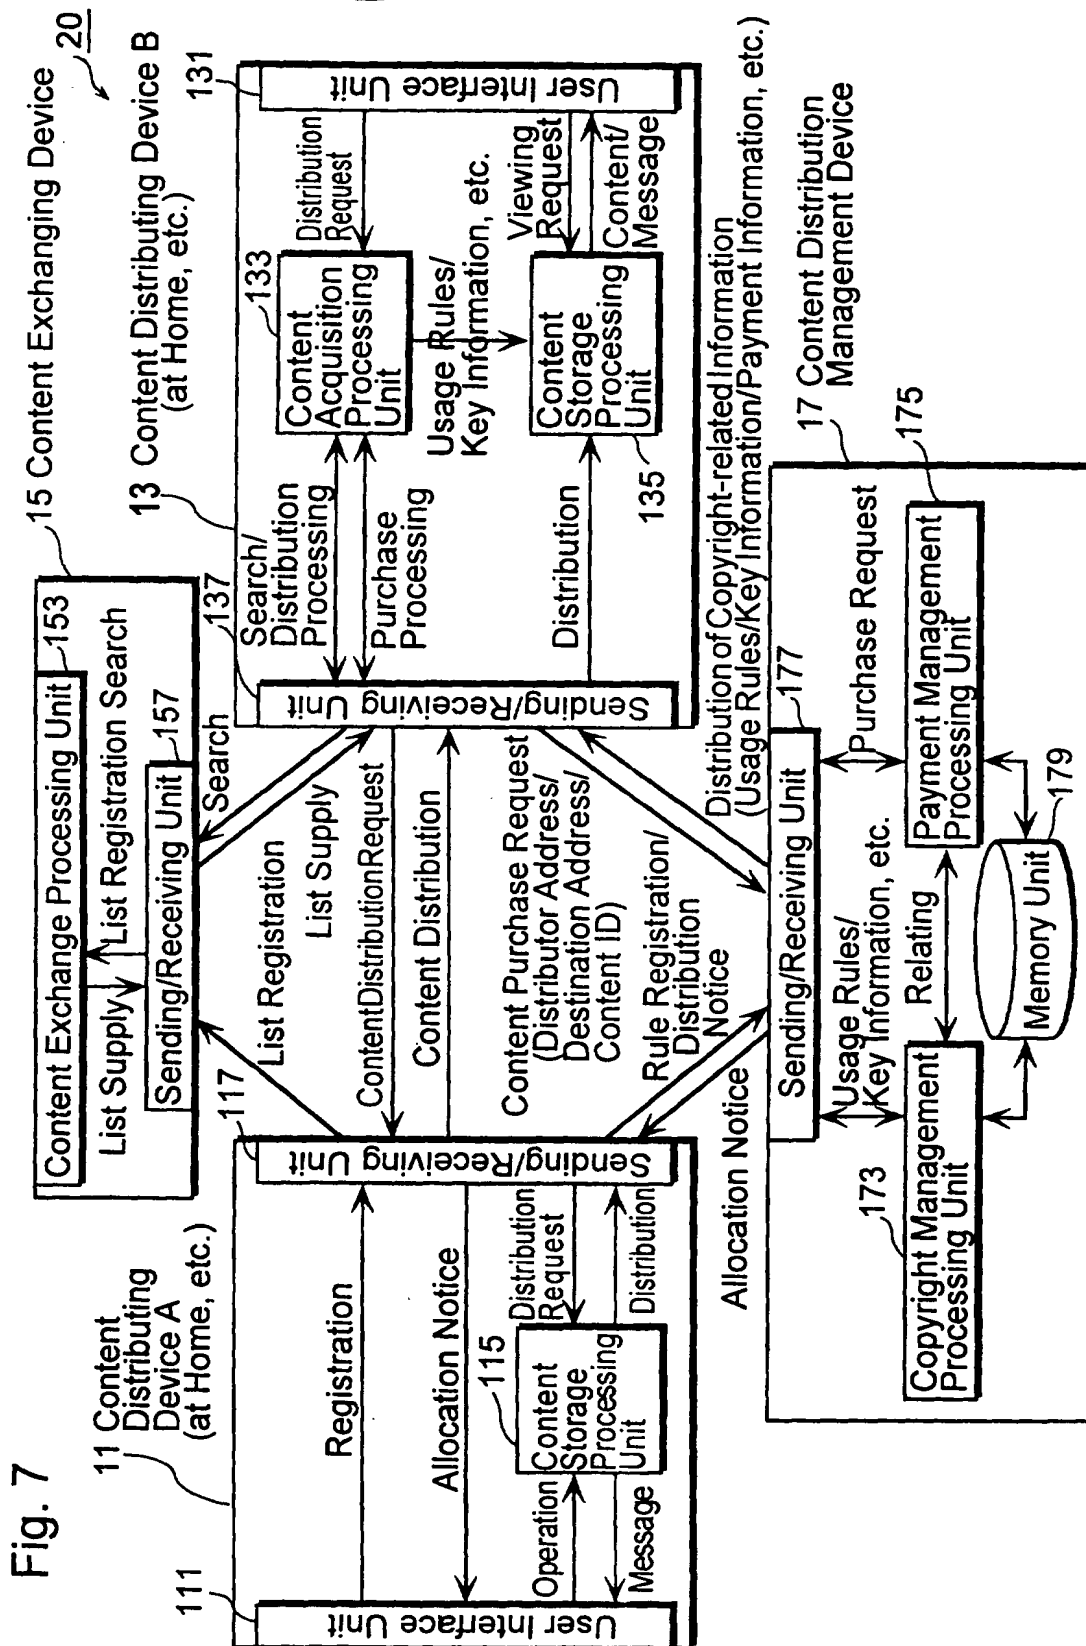 Fig. 7
20
15 Content Exchanging Device
Content Exchange Processing Unit
153
List Supply
List Registration Search
157
Sending/Receiving Unit
11 Content
Distributing
Device A
(at Home, etc.)
111
User Interface Unit
Registration
Allocation Notice
115
Content
Storage
Processing
Unit
Operation
Message
Distribution
Request
Distribution
117
Sending/Receiving Unit
List Registration
Search
List Supply
ContentDistributionRequest
Content Distribution
Content Purchase Request
(Distributor Address/
Destination Address/
Content ID)
Rule Registration/
Distribution
Notice
Allocation Notice
13 Content Distributing Device B
(at Home, etc.)
137
Sending/Receiving Unit
Search/
Distribution
Processing
Purchase
Processing
Distribution
133
Content
Acquisition
Processing
Unit
Usage Rules/
Key Information, etc.
Content
Storage
Processing
Unit
135
Distribution
Request
Viewing
Request
Content/
Message
131
User Interface Unit
Distribution of Copyright-related Information
(Usage Rules/Key Information/Payment Information, etc.)
17 Content Distribution
Management Device
177
Sending/Receiving Unit
Usage Rules/
Key Information, etc.
Purchase Request
173
Copyright Management
Processing Unit
Relating
175
Payment Management
Processing Unit
179
Memory Unit